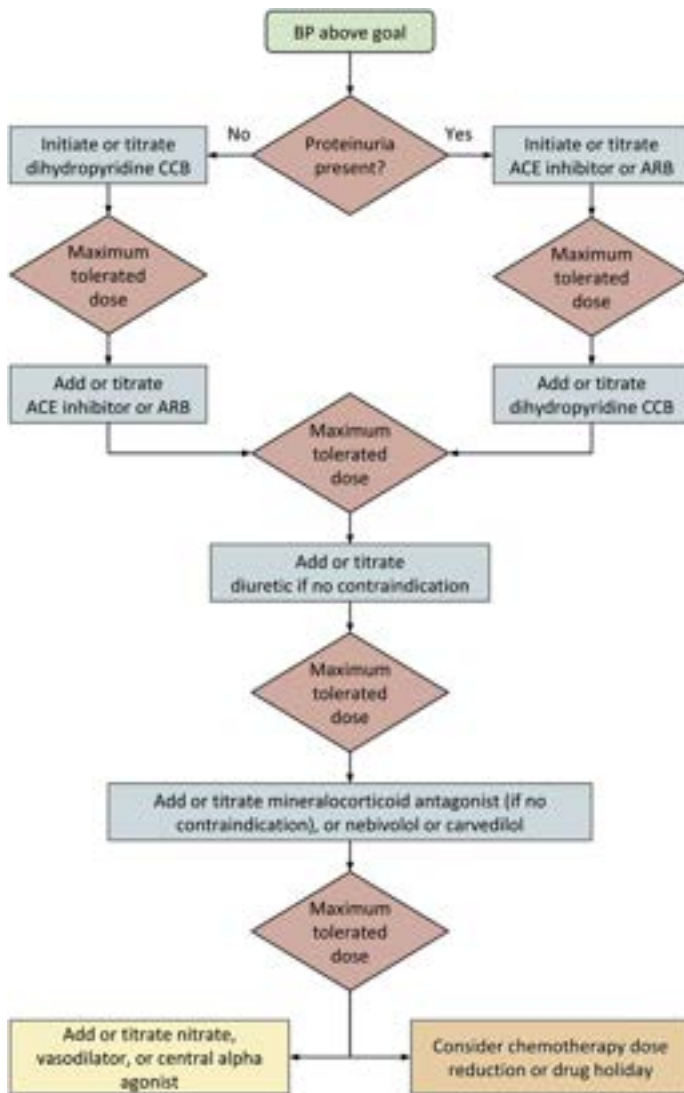 BP above goal
No
Proteinuria
present?
Yes
Initiate or titrate
dihydropyridine CCB
Initiate or titrate
ACE inhibitor or ARB
Maximum
tolerated
dose
Maximum
tolerated
dose
Add or titrate
ACE inhibitor or ARB
Add or titrate
dihydropyridine CCB
Maximum
tolerated
dose
Add or titrate
diuretic if no contraindication
Maximum
tolerated
dose
Add or titrate mineralocorticoid antagonist (if no
contraindication), or nebivolol or carvedilol
Maximum
tolerated
dose
Add or titrate nitrate,
vasodilator, or central alpha
agonist
Consider chemotherapy dose
reduction or drug holiday